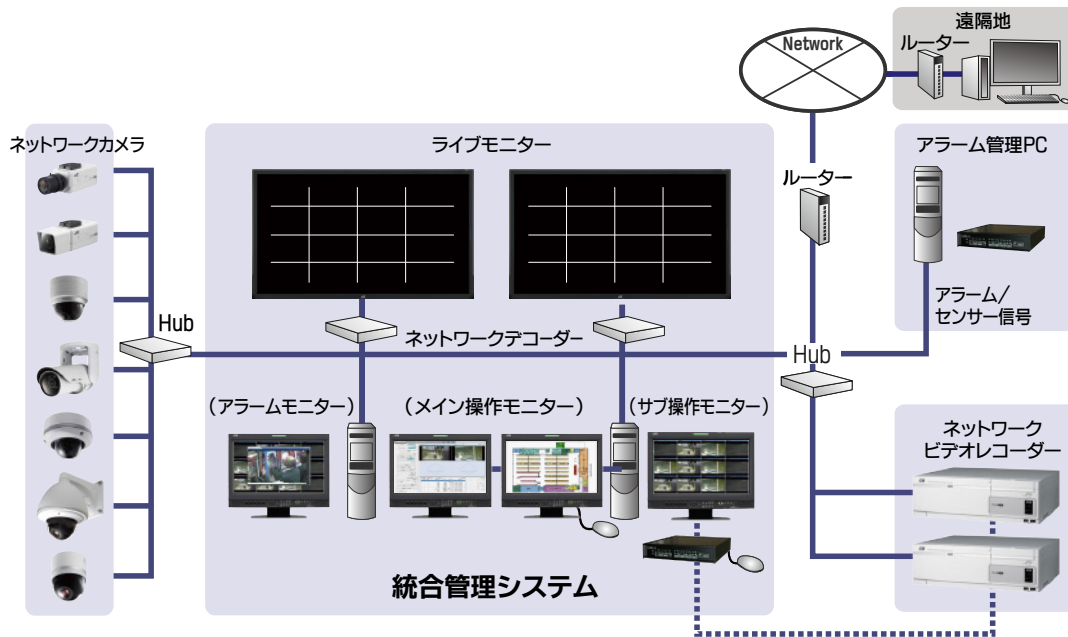 Network
遠隔地
ルーター
ネットワークカメラ
ライブモニター
ルーター
アラーム管理PC
アラーム/
センサー信号
Hub
ネットワークデコーダー
Hub
(アラームモニター)
(メイン操作モニター)
(サブ操作モニター)
ネットワーク
ビデオレコーダー
統合管理システム